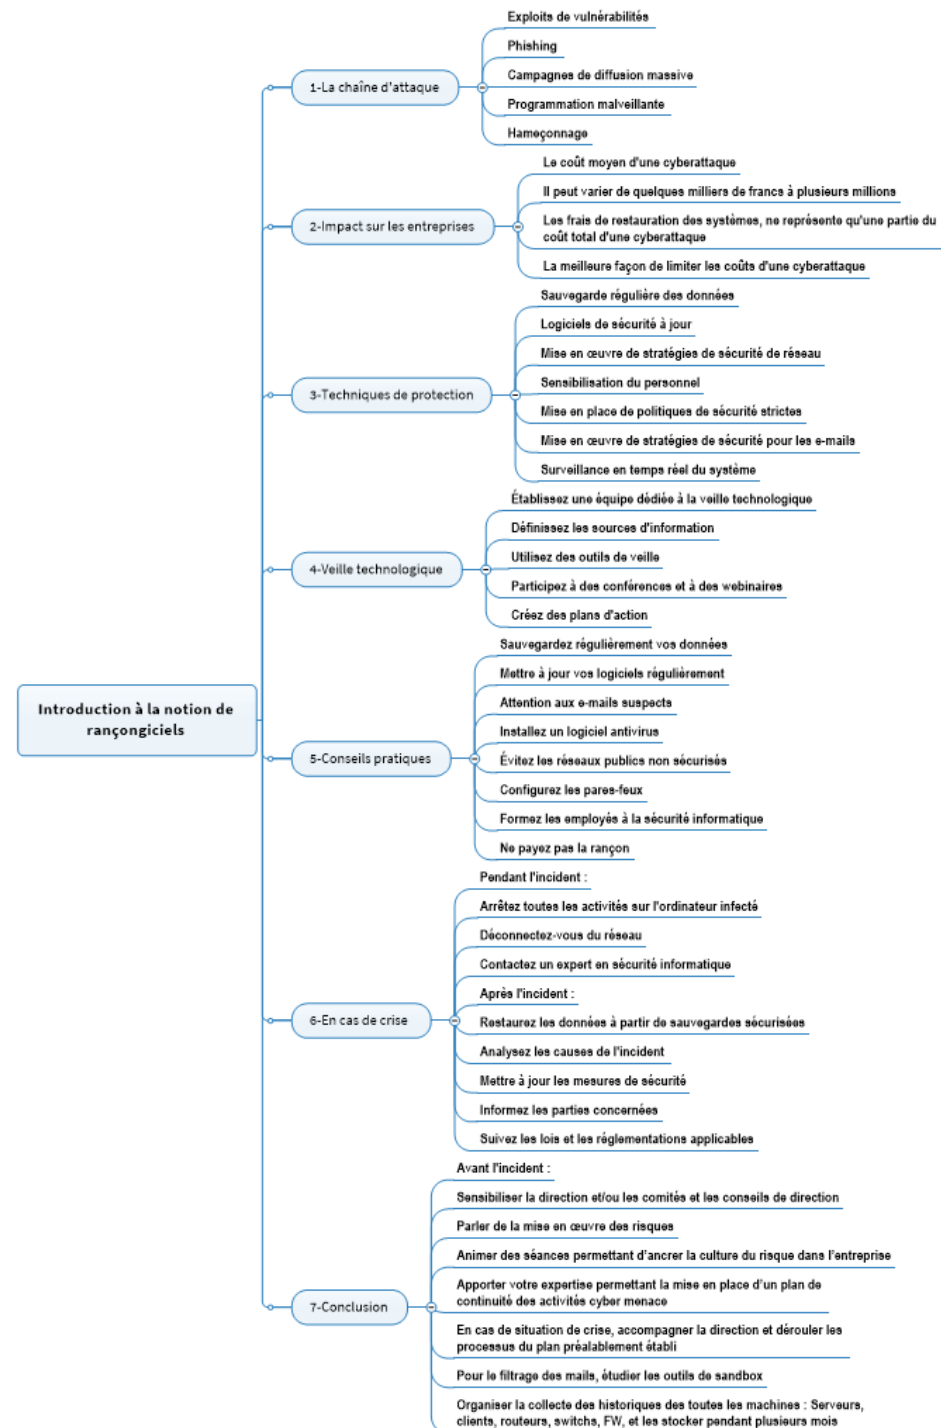 Introduction à la notion de
rançongiciels
1-La chaîne d'attaque
Exploits de vulnérabilités
Phishing
Campagnes de diffusion massive
Programmation malveillante
Hameçonnage
2-Impact sur les entreprises
Le coût moyen d'une cyberattaque
Il peut varier de quelques milliers de francs à plusieurs millions
Les frais de restauration des systèmes, ne représente qu'une partie du
coût total d'une cyberattaque
La meilleure façon de limiter les coûts d'une cyberattaque
3-Techniques de protection
Sauvegarde régulière des données
Logiciels de sécurité à jour
Mise en œuvre de stratégies de sécurité de réseau
Sensibilisation du personnel
Mise en place de politiques de sécurité strictes
Mise en œuvre de stratégies de sécurité pour les e-mails
Surveillance en temps réel du système
4-Veille technologique
Établissez une équipe dédiée à la veille technologique
Définissez les sources d'information
Utilisez des outils de veille
Participez à des conférences et à des webinaires
Créez des plans d'action
5-Conseils pratiques
Sauvegardez régulièrement vos données
Mettre à jour vos logiciels régulièrement
Attention aux e-mails suspects
Installez un logiciel antivirus
Évitez les réseaux publics non sécurisés
Configurez les pares-feux
Formez les employés à la sécurité informatique
Ne payez pas la rançon
6-En cas de crise
Pendant l'incident :
Arrêtez toutes les activités sur l'ordinateur infecté
Déconnectez-vous du réseau
Contactez un expert en sécurité informatique
Après l'incident :
Restaurez les données à partir de sauvegardes sécurisées
Analysez les causes de l'incident
Mettre à jour les mesures de sécurité
Informez les parties concernées
Suivez les lois et les réglementations applicables
7-Conclusion
Avant l'incident :
Sensibiliser la direction et/ou les comités et les conseils de direction
Parler de la mise en œuvre des risques
Animer des séances permettant d'ancrer la culture du risque dans l'entreprise
Apporter votre expertise permettant la mise en place d'un plan de
continuité des activités cyber menace
En cas de situation de crise, accompagner la direction et dérouler les
processus du plan préalablement établi
Pour le filtrage des mails, étudier les outils de sandbox
Organiser la collecte des historiques des toutes les machines : Serveurs,
clients, routeurs, switchs, FW, et les stocker pendant plusieurs mois